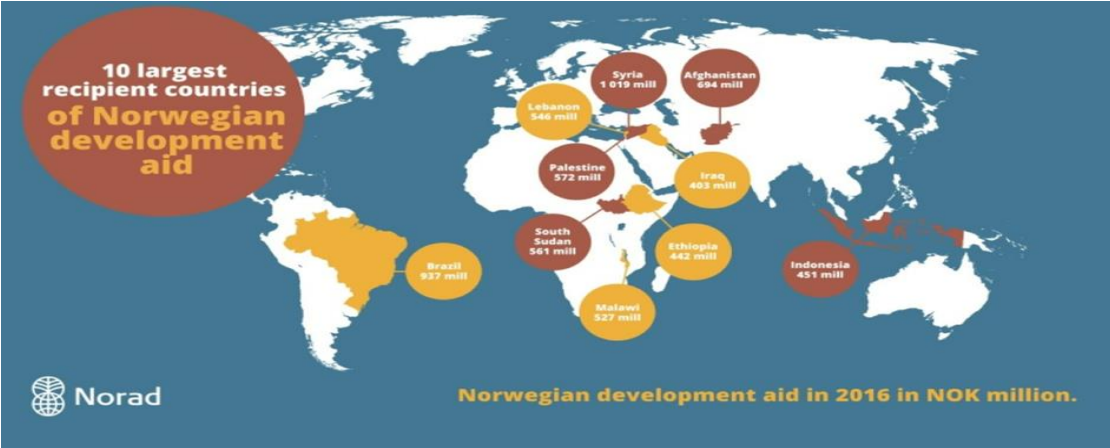 10 largest
recipient countries
of Norwegian
development
aid
Syria
1 019 mill
Afghanistan
694 mill
Lebanon
546 mill
Palestine
572 mill
Iraq
403 mill
South
Sudan
561 mill
Ethiopia
442 mill
Brazil
937 mill
Indonesia
451 mill
Malawi
527 mill
Norad
Norwegian development aid in 2016 in NOK million.